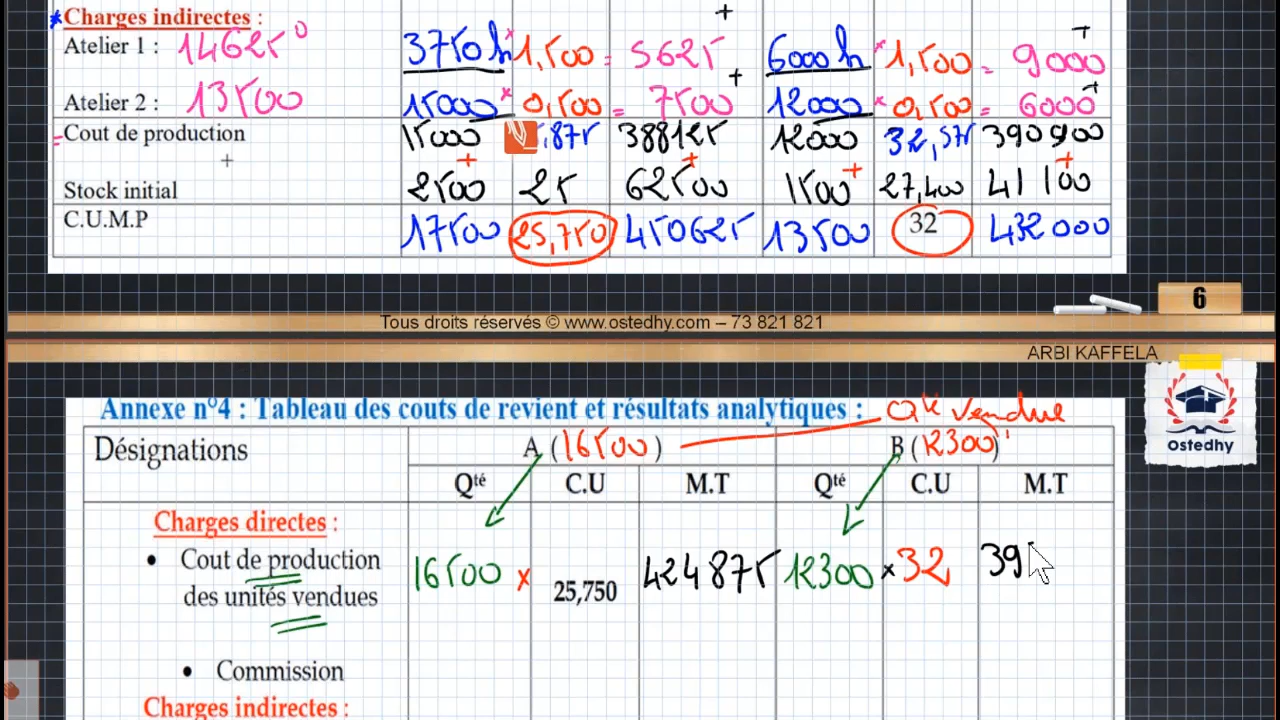 * Charges indirectes :
Atelier 1 : 14625⁰ 3750 h × 1,500 = 5625 + 6000 h × 1,500 = 9000 +
Atelier 2 : 13500 15000 × 0,500 = 7500 + 12000 × 0,500 = 6000 +
= Cout de production 15000 ,875 388125 12000 32,575 390900
+ + + + +
Stock initial 2500 25 62500 1500 27,400 41100
C.U.M.P 17500 25,750 450625 13500 32 432000
6
Tous droits réservés © www.ostedhy.com – 73 821 821
ARBI KAFFELA
Annexe n°4 : Tableau des couts de revient et résultats analytiques : Qté vendue
Désignations A (16500) B (12300)
Qté C.U M.T Qté C.U M.T
Ostedhy
Charges directes :
• Cout de production
des unités vendues 16500 × 25,750 424875 12300 × 32 39
• Commission
Charges indirectes :